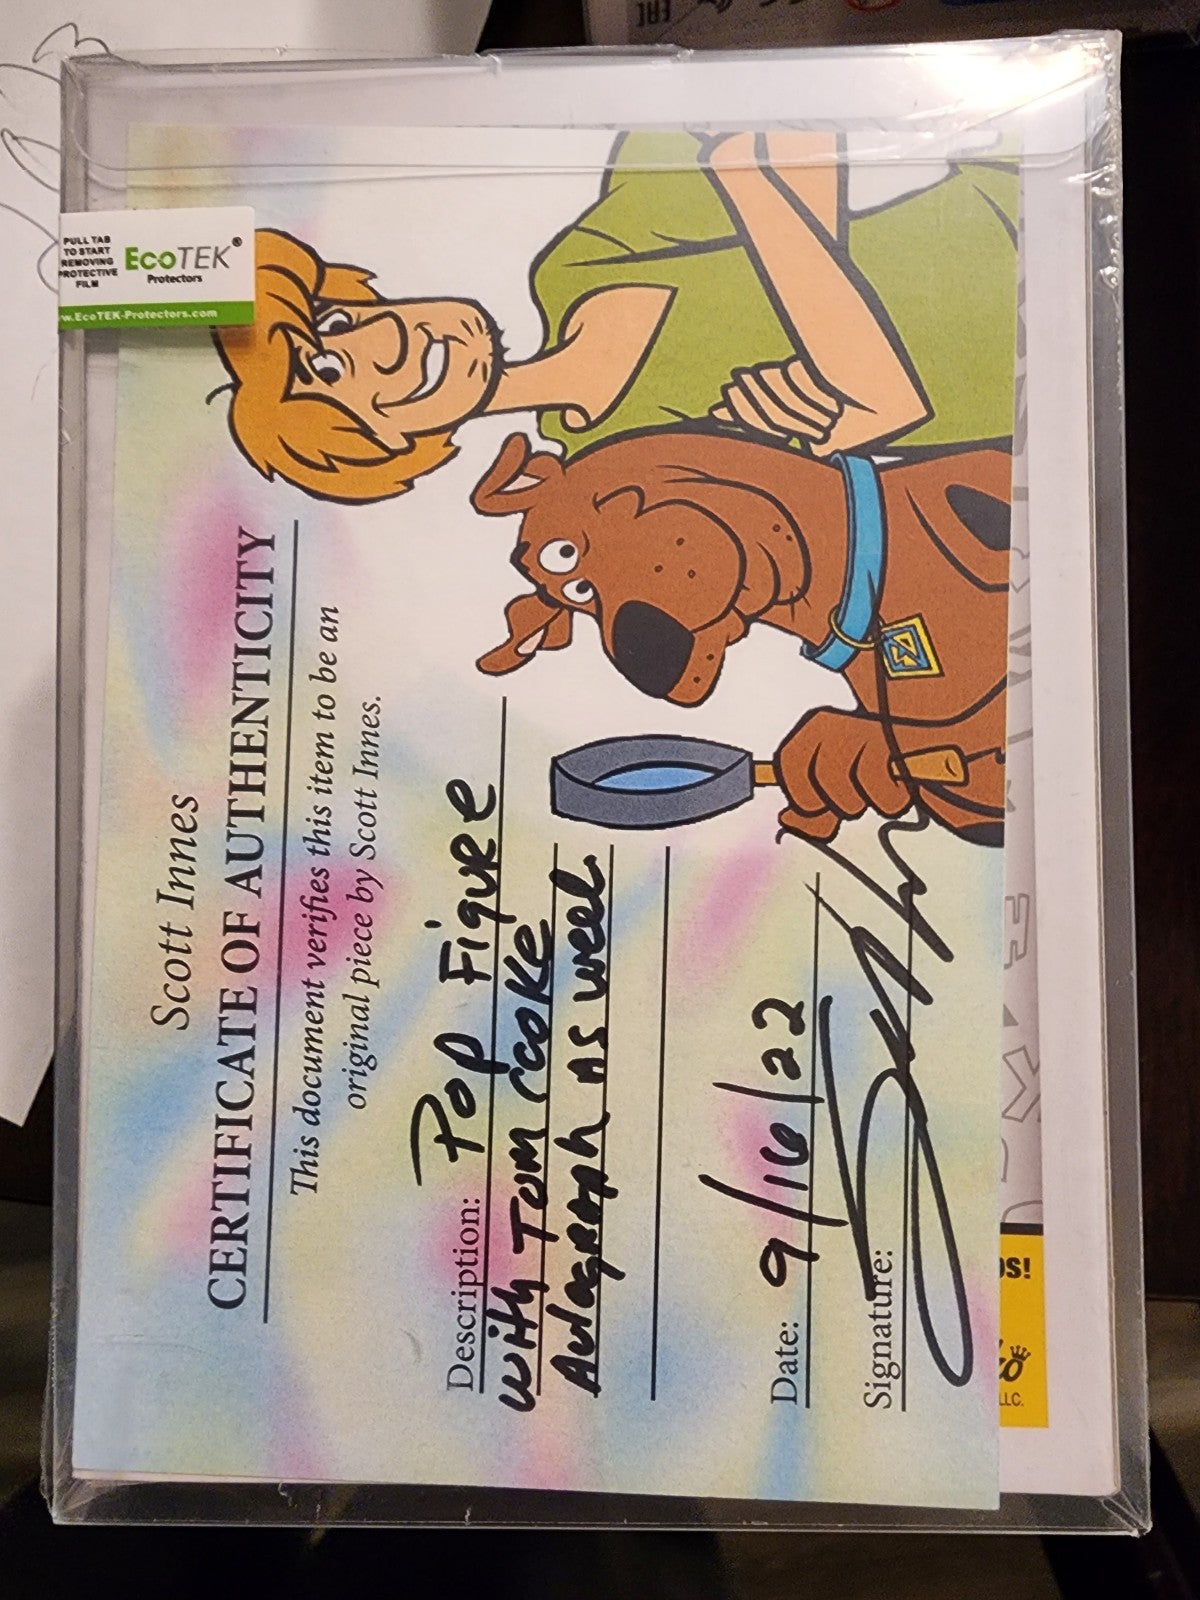 Scott Innes
CERTIFICATE OF AUTHENTICITY
This document verifies this item to be an
original piece by Scott Innes.
Description: Pop Figure
with Tom Cooke
Autograph as well.
Date: 9/16/22
Signature:
PULL TAB
TO START
REMOVING
PROTECTIVE
FILM
EcoTEK®
Protectors
w.EcoTEK-Protectors.com
DS!
LLC.